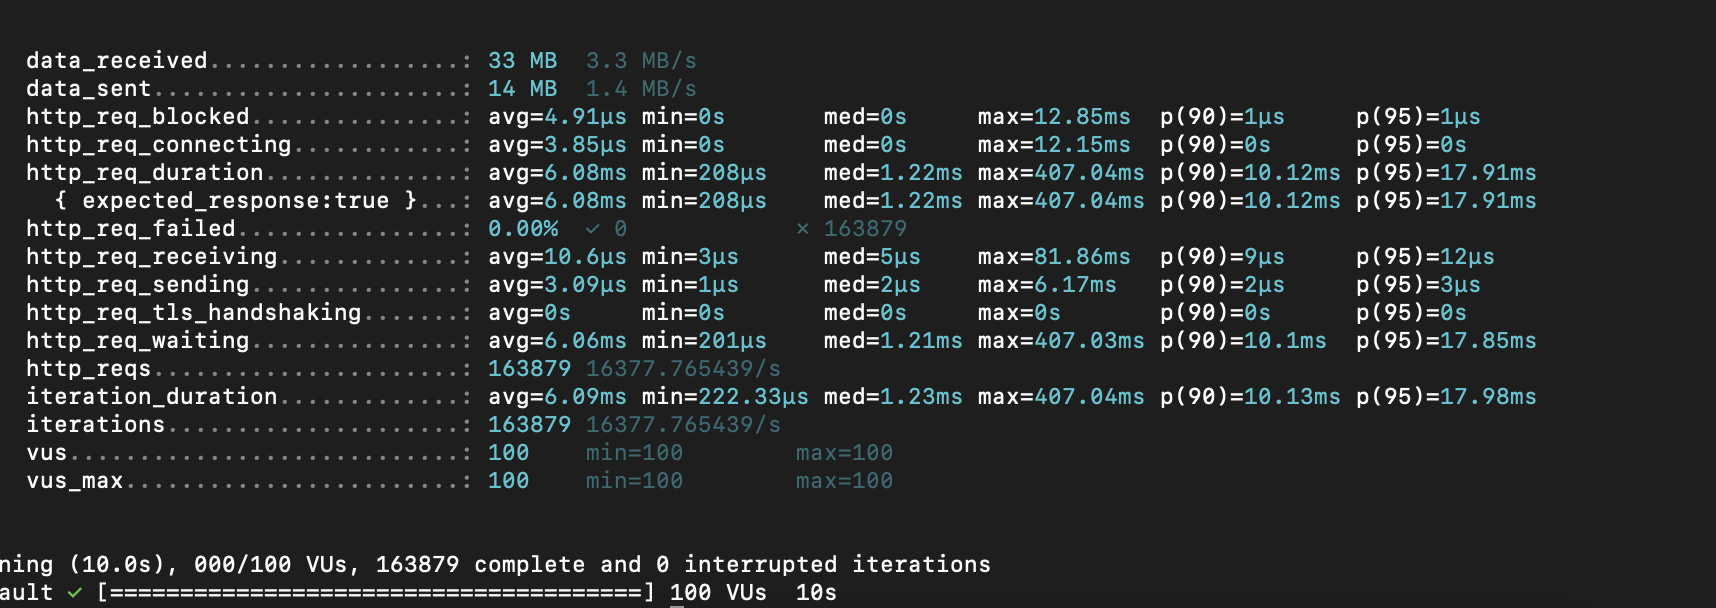 data_received..................: 33 MB 3.3 MB/s
data_sent......................: 14 MB 1.4 MB/s
http_req_blocked...............: avg=4.91µs min=0s med=0s max=12.85ms p(90)=1µs p(95)=1µs
http_req_connecting............: avg=3.85µs min=0s med=0s max=12.15ms p(90)=0s p(95)=0s
http_req_duration..............: avg=6.08ms min=208µs med=1.22ms max=407.04ms p(90)=10.12ms p(95)=17.91ms
{ expected_response:true }...: avg=6.08ms min=208µs med=1.22ms max=407.04ms p(90)=10.12ms p(95)=17.91ms
http_req_failed................: 0.00% ✓ 0 ✗ 163879
http_req_receiving.............: avg=10.6µs min=3µs med=5µs max=81.86ms p(90)=9µs p(95)=12µs
http_req_sending...............: avg=3.09µs min=1µs med=2µs max=6.17ms p(90)=2µs p(95)=3µs
http_req_tls_handshaking.......: avg=0s min=0s med=0s max=0s p(90)=0s p(95)=0s
http_req_waiting...............: avg=6.06ms min=201µs med=1.21ms max=407.03ms p(90)=10.1ms p(95)=17.85ms
http_reqs......................: 163879 16377.765439/s
iteration_duration.............: avg=6.09ms min=222.33µs med=1.23ms max=407.04ms p(90)=10.13ms p(95)=17.98ms
iterations.....................: 163879 16377.765439/s
vus............................: 100 min=100 max=100
vus_max........................: 100 min=100 max=100
ning (10.0s), 000/100 VUs, 163879 complete and 0 interrupted iterations
ault ✓ [======================================] 100 VUs 10s